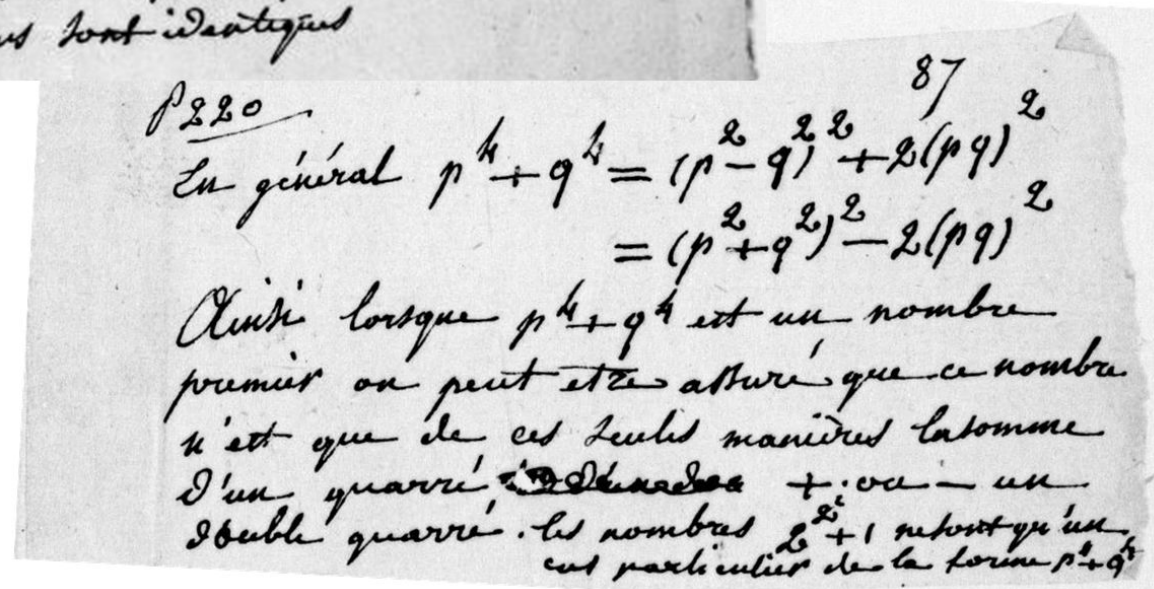 sont identiques
87
P 220
En général p⁴ + q⁴ = (p² - q²)² + 2(pq)²
= (p² + q²)² - 2(pq)²
Ainsi lorsque p⁴ + q⁴ est un nombre
premier on peut etre assuré que ce nombre
n'est que de ces seules manières la somme
d'un quarré + ou - un
double quarré. les nombres 2^2^i + 1 ne sont qu'un
cas particulier de la forme p⁴ + q⁴